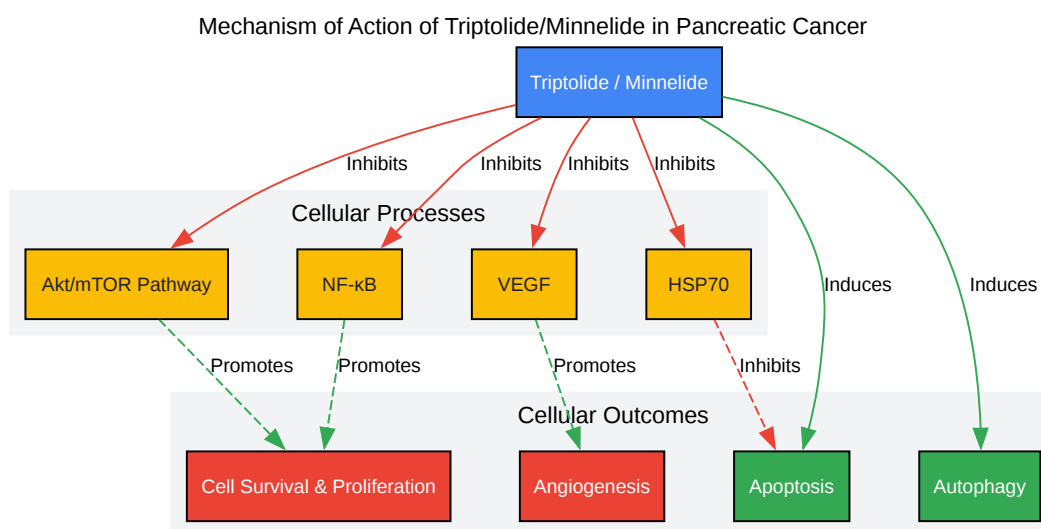 Mechanism of Action of Triptolide/Minnelide in Pancreatic Cancer
Triptolide / Minnelide
Inhibits
Inhibits
Inhibits
Inhibits
Cellular Processes
Akt/mTOR Pathway
NF-κB
VEGF
HSP70
Induces
Induces
Promotes
Promotes
Promotes
Inhibits
Cellular Outcomes
Cell Survival & Proliferation
Angiogenesis
Apoptosis
Autophagy